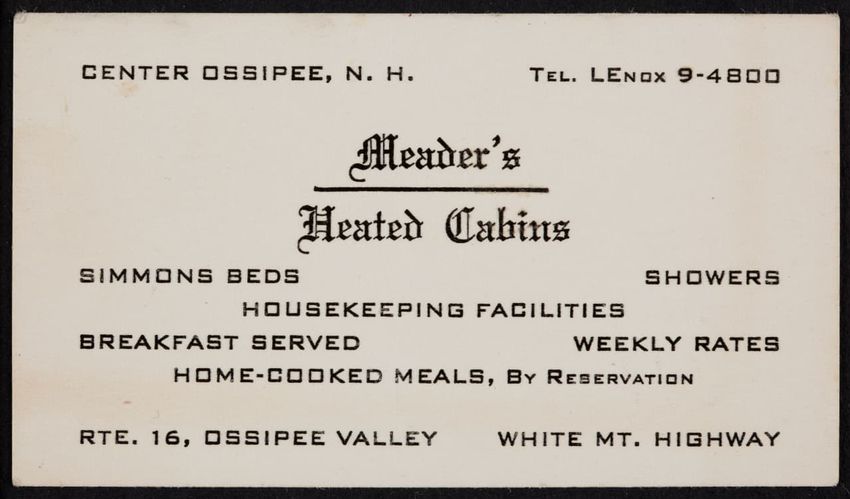 CENTER OSSIPEE, N. H. TEL. LENOX 9-4800
Meader's
Heated Cabins
SIMMONS BEDS SHOWERS
HOUSEKEEPING FACILITIES
BREAKFAST SERVED WEEKLY RATES
HOME-COOKED MEALS, BY RESERVATION
RTE. 16, OSSIPEE VALLEY WHITE MT. HIGHWAY